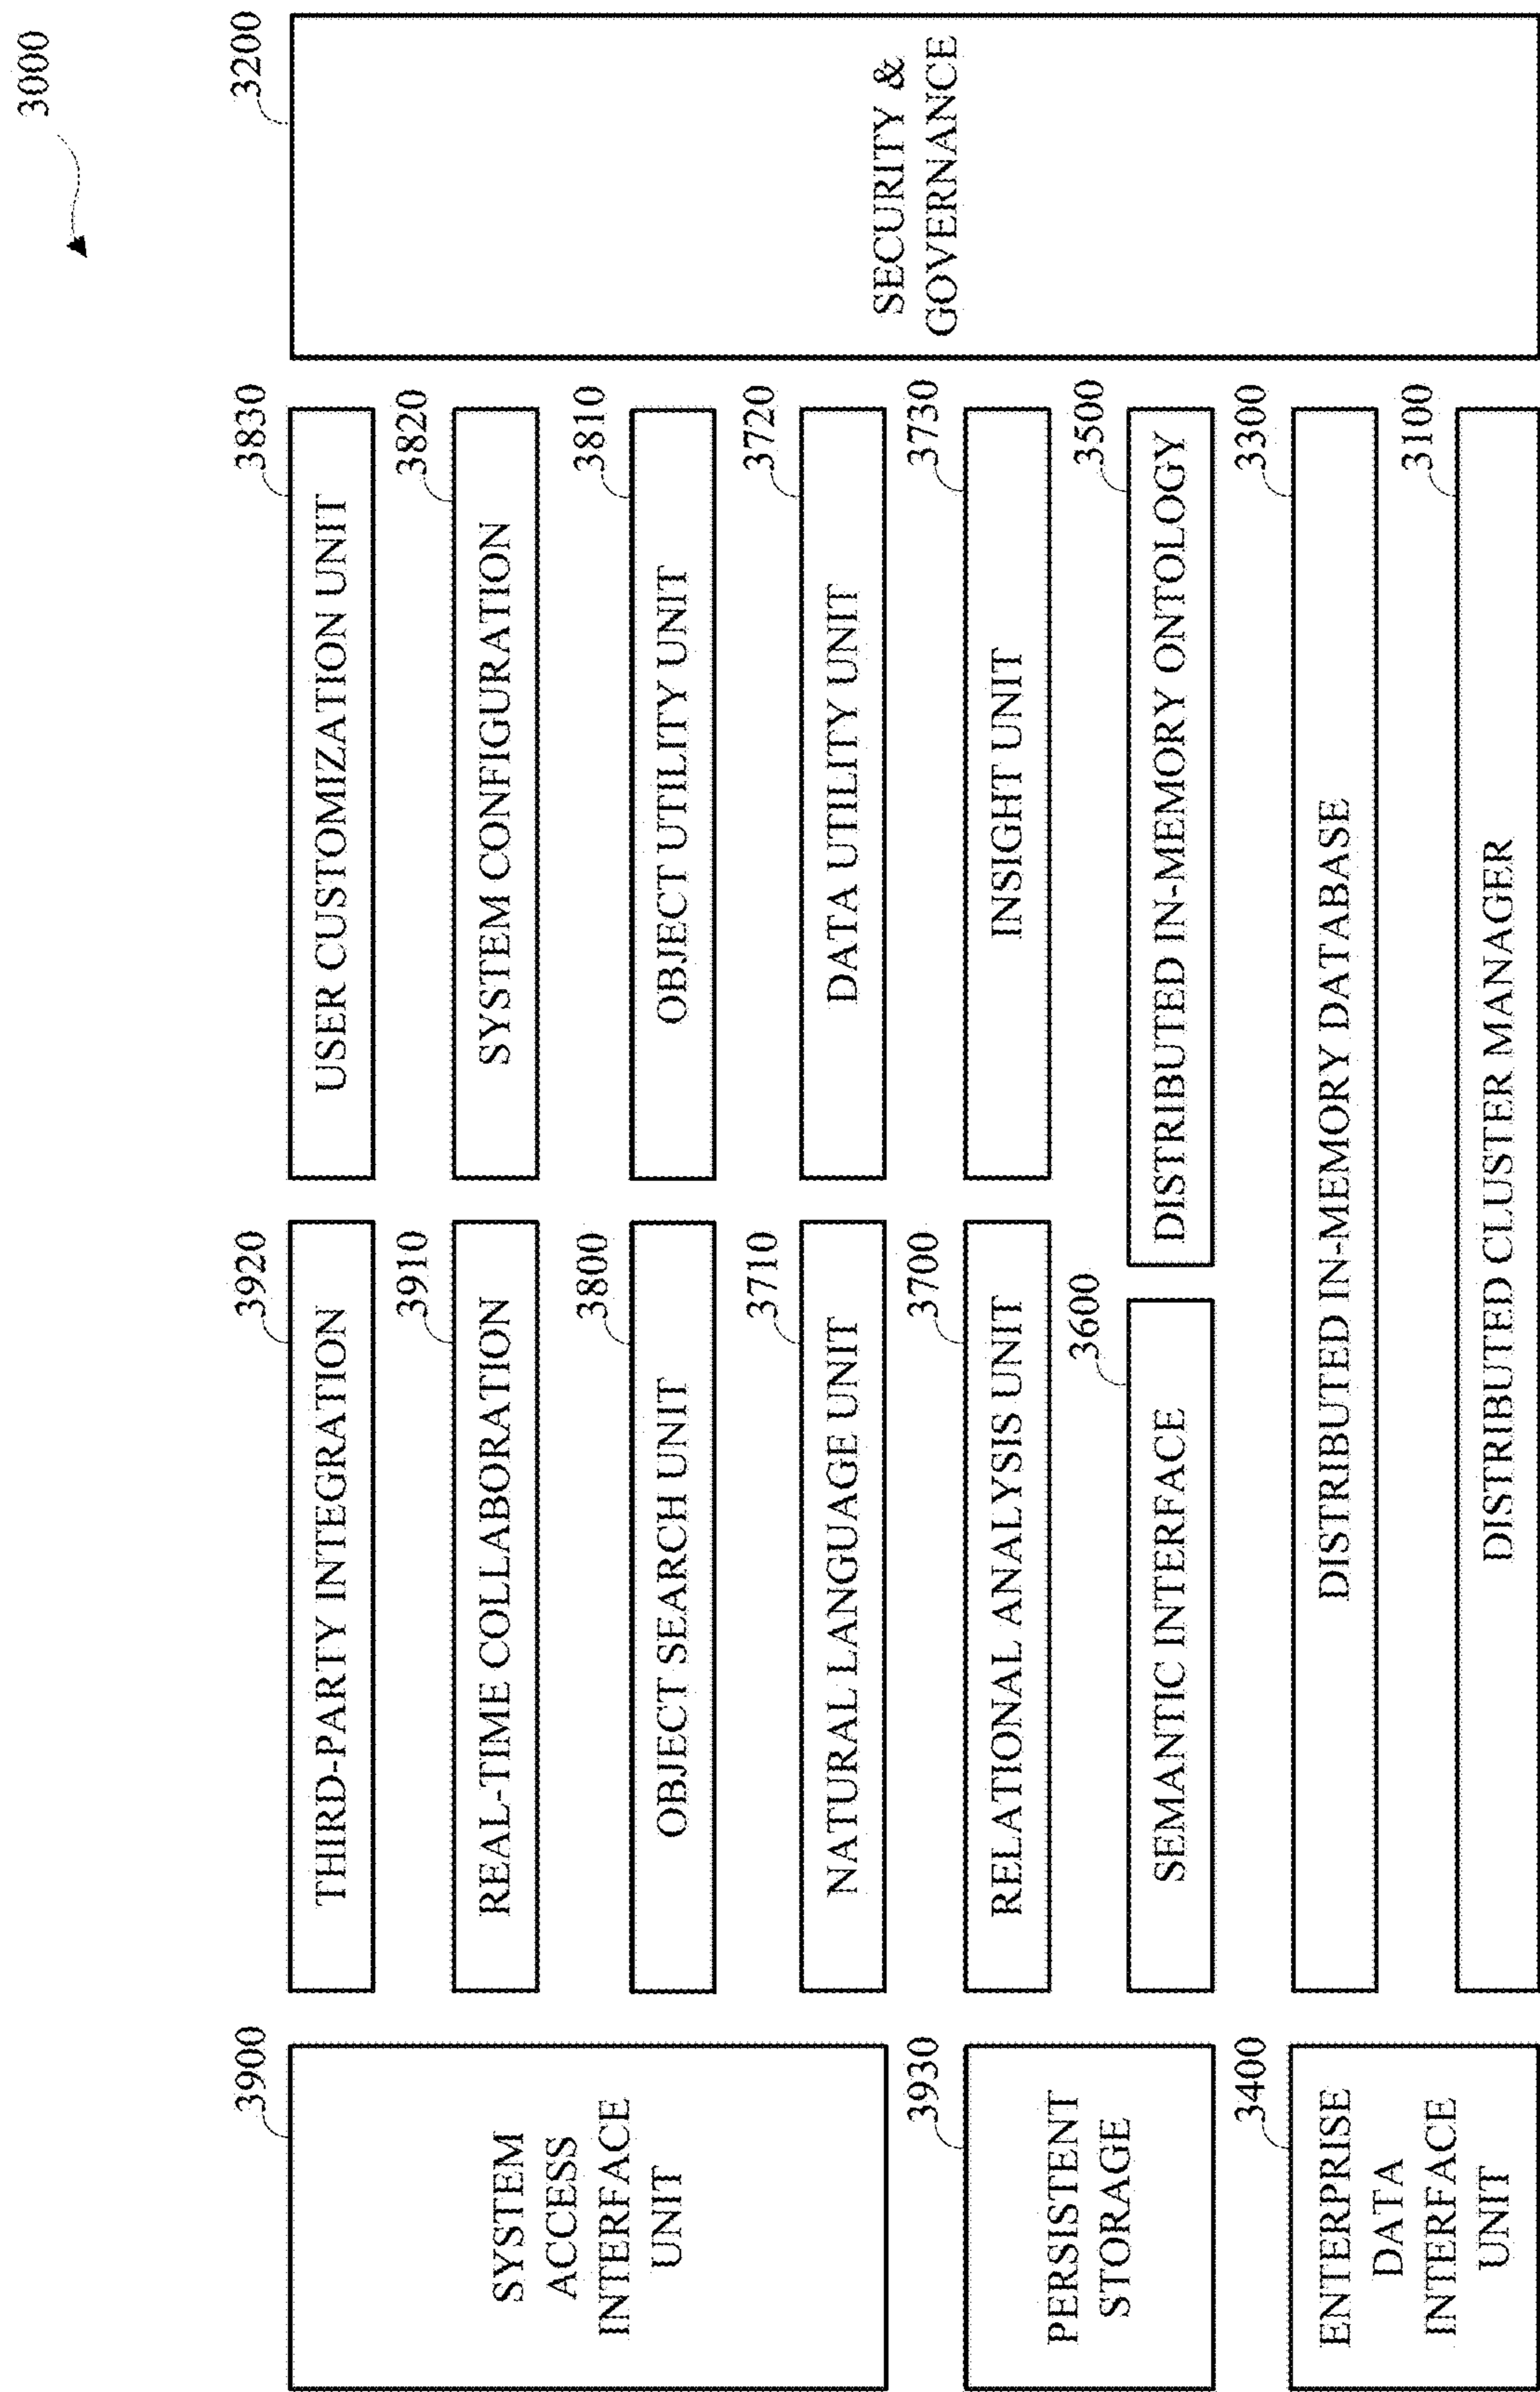 3000
3900
SYSTEM
ACCESS
INTERFACE
UNIT
3920
THIRD-PARTY INTEGRATION
3830
USER CUSTOMIZATION UNIT
3200
SECURITY &
GOVERNANCE
3910
REAL-TIME COLLABORATION
3820
SYSTEM CONFIGURATION
3800
OBJECT SEARCH UNIT
3810
OBJECT UTILITY UNIT
3710
NATURAL LANGUAGE UNIT
3720
DATA UTILITY UNIT
3930
PERSISTENT
STORAGE
3700
RELATIONAL ANALYSIS UNIT
3730
INSIGHT UNIT
3600
SEMANTIC INTERFACE
3500
DISTRIBUTED IN-MEMORY ONTOLOGY
3400
ENTERPRISE
DATA
INTERFACE
UNIT
3300
DISTRIBUTED IN-MEMORY DATABASE
3100
DISTRIBUTED CLUSTER MANAGER